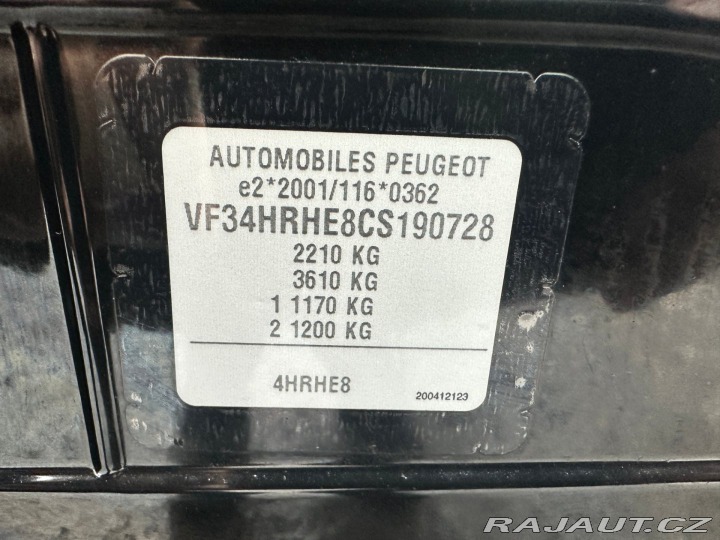 AUTOMOBILES PEUGEOT
e2*2001/116*0362
VF34HRHE8CS190728
2210 KG
3610 KG
1 1170 KG
2 1200 KG
4HRHE8
200412123
RAJAUT.CZ